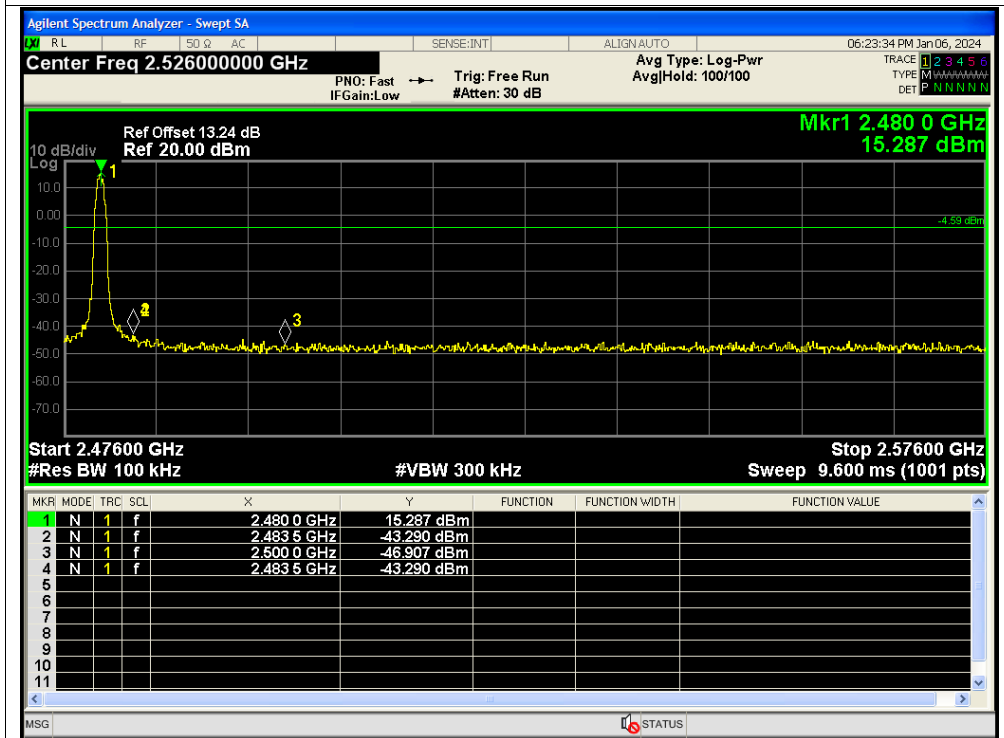 Agilent Spectrum Analyzer - Swept SA
LXI RL RF 50 Ω AC SENSE:INT ALIGN AUTO 06:23:34 PM Jan 06, 2024
Center Freq 2.526000000 GHz
PNO: Fast
IFGain:Low
Trig: Free Run
#Atten: 30 dB
Avg Type: Log-Pwr
Avg|Hold: 100/100
TRACE 1 2 3 4 5 6
TYPE M WWWWW
DET P N N N N N
Mkr1 2.480 0 GHz
15.287 dBm
Ref Offset 13.24 dB
10 dB/div Ref 20.00 dBm
Log
1
10.0
0.00
-4.59 dBm
-10.0
-20.0
-30.0
-40.0
3
-50.0
-60.0
-70.0
Start 2.47600 GHz Stop 2.57600 GHz
#Res BW 100 kHz #VBW 300 kHz Sweep 9.600 ms (1001 pts)
MKR MODE TRC SCL X Y FUNCTION FUNCTION WIDTH FUNCTION VALUE
1 N 1 f 2.480 0 GHz 15.287 dBm
2 N 1 f 2.483 5 GHz -43.290 dBm
3 N 1 f 2.500 0 GHz -46.907 dBm
4 N 1 f 2.483 5 GHz -43.290 dBm
5
6
7
8
9
10
11
MSG STATUS